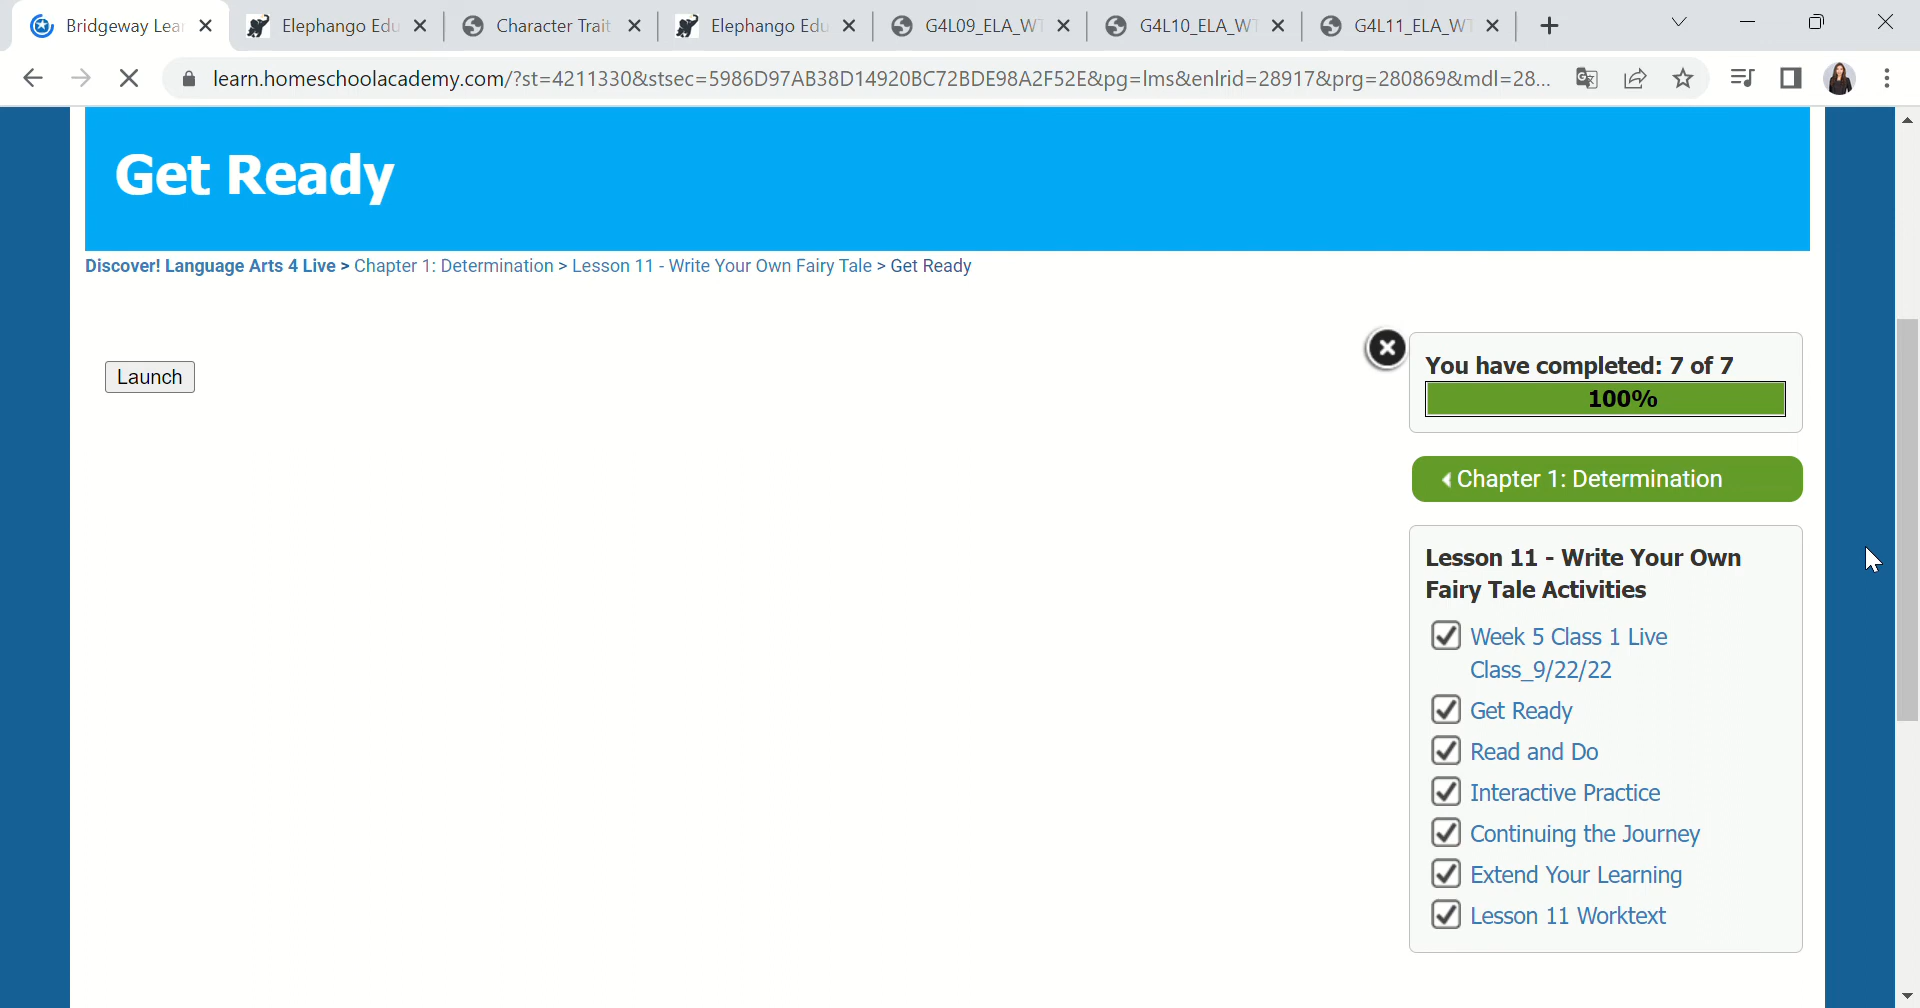 Bridgeway Lear
Elephango Edu
Character Trait
Elephango Edu
G4L09_ELA_WT
G4L10_ELA_WT
G4L11_ELA_WT
learn.homeschoolacademy.com/?st=4211330&stsec=5986D97AB38D14920BC72BDE98A2F52E&pg=lms&enlrid=28917&prg=280869&mdl=28...
Get Ready
Discover! Language Arts 4 Live > Chapter 1: Determination > Lesson 11 - Write Your Own Fairy Tale > Get Ready
Launch
You have completed: 7 of 7
100%
Chapter 1: Determination
Lesson 11 - Write Your Own
Fairy Tale Activities
Week 5 Class 1 Live
Class_9/22/22
Get Ready
Read and Do
Interactive Practice
Continuing the Journey
Extend Your Learning
Lesson 11 Worktext